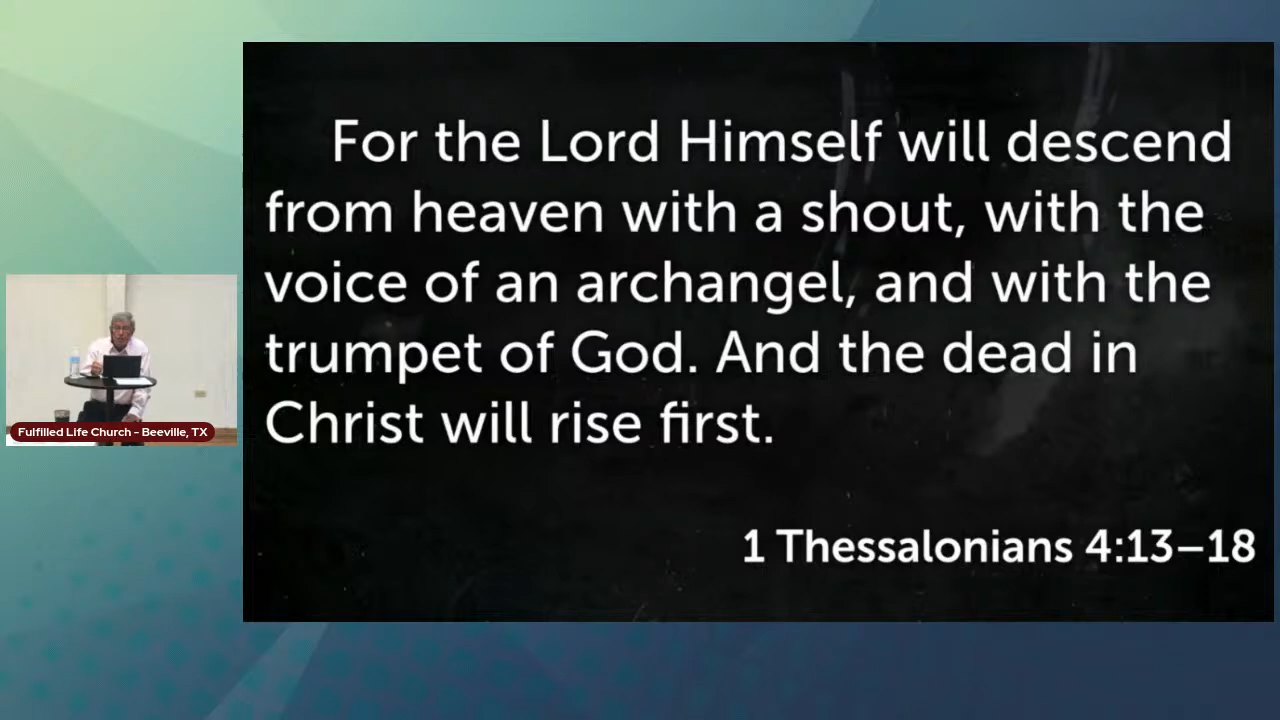 For the Lord Himself will descend
from heaven with a shout, with the
voice of an archangel, and with the
trumpet of God. And the dead in
Christ will rise first.
1 Thessalonians 4:13–18
Fulfilled Life Church - Beeville, TX